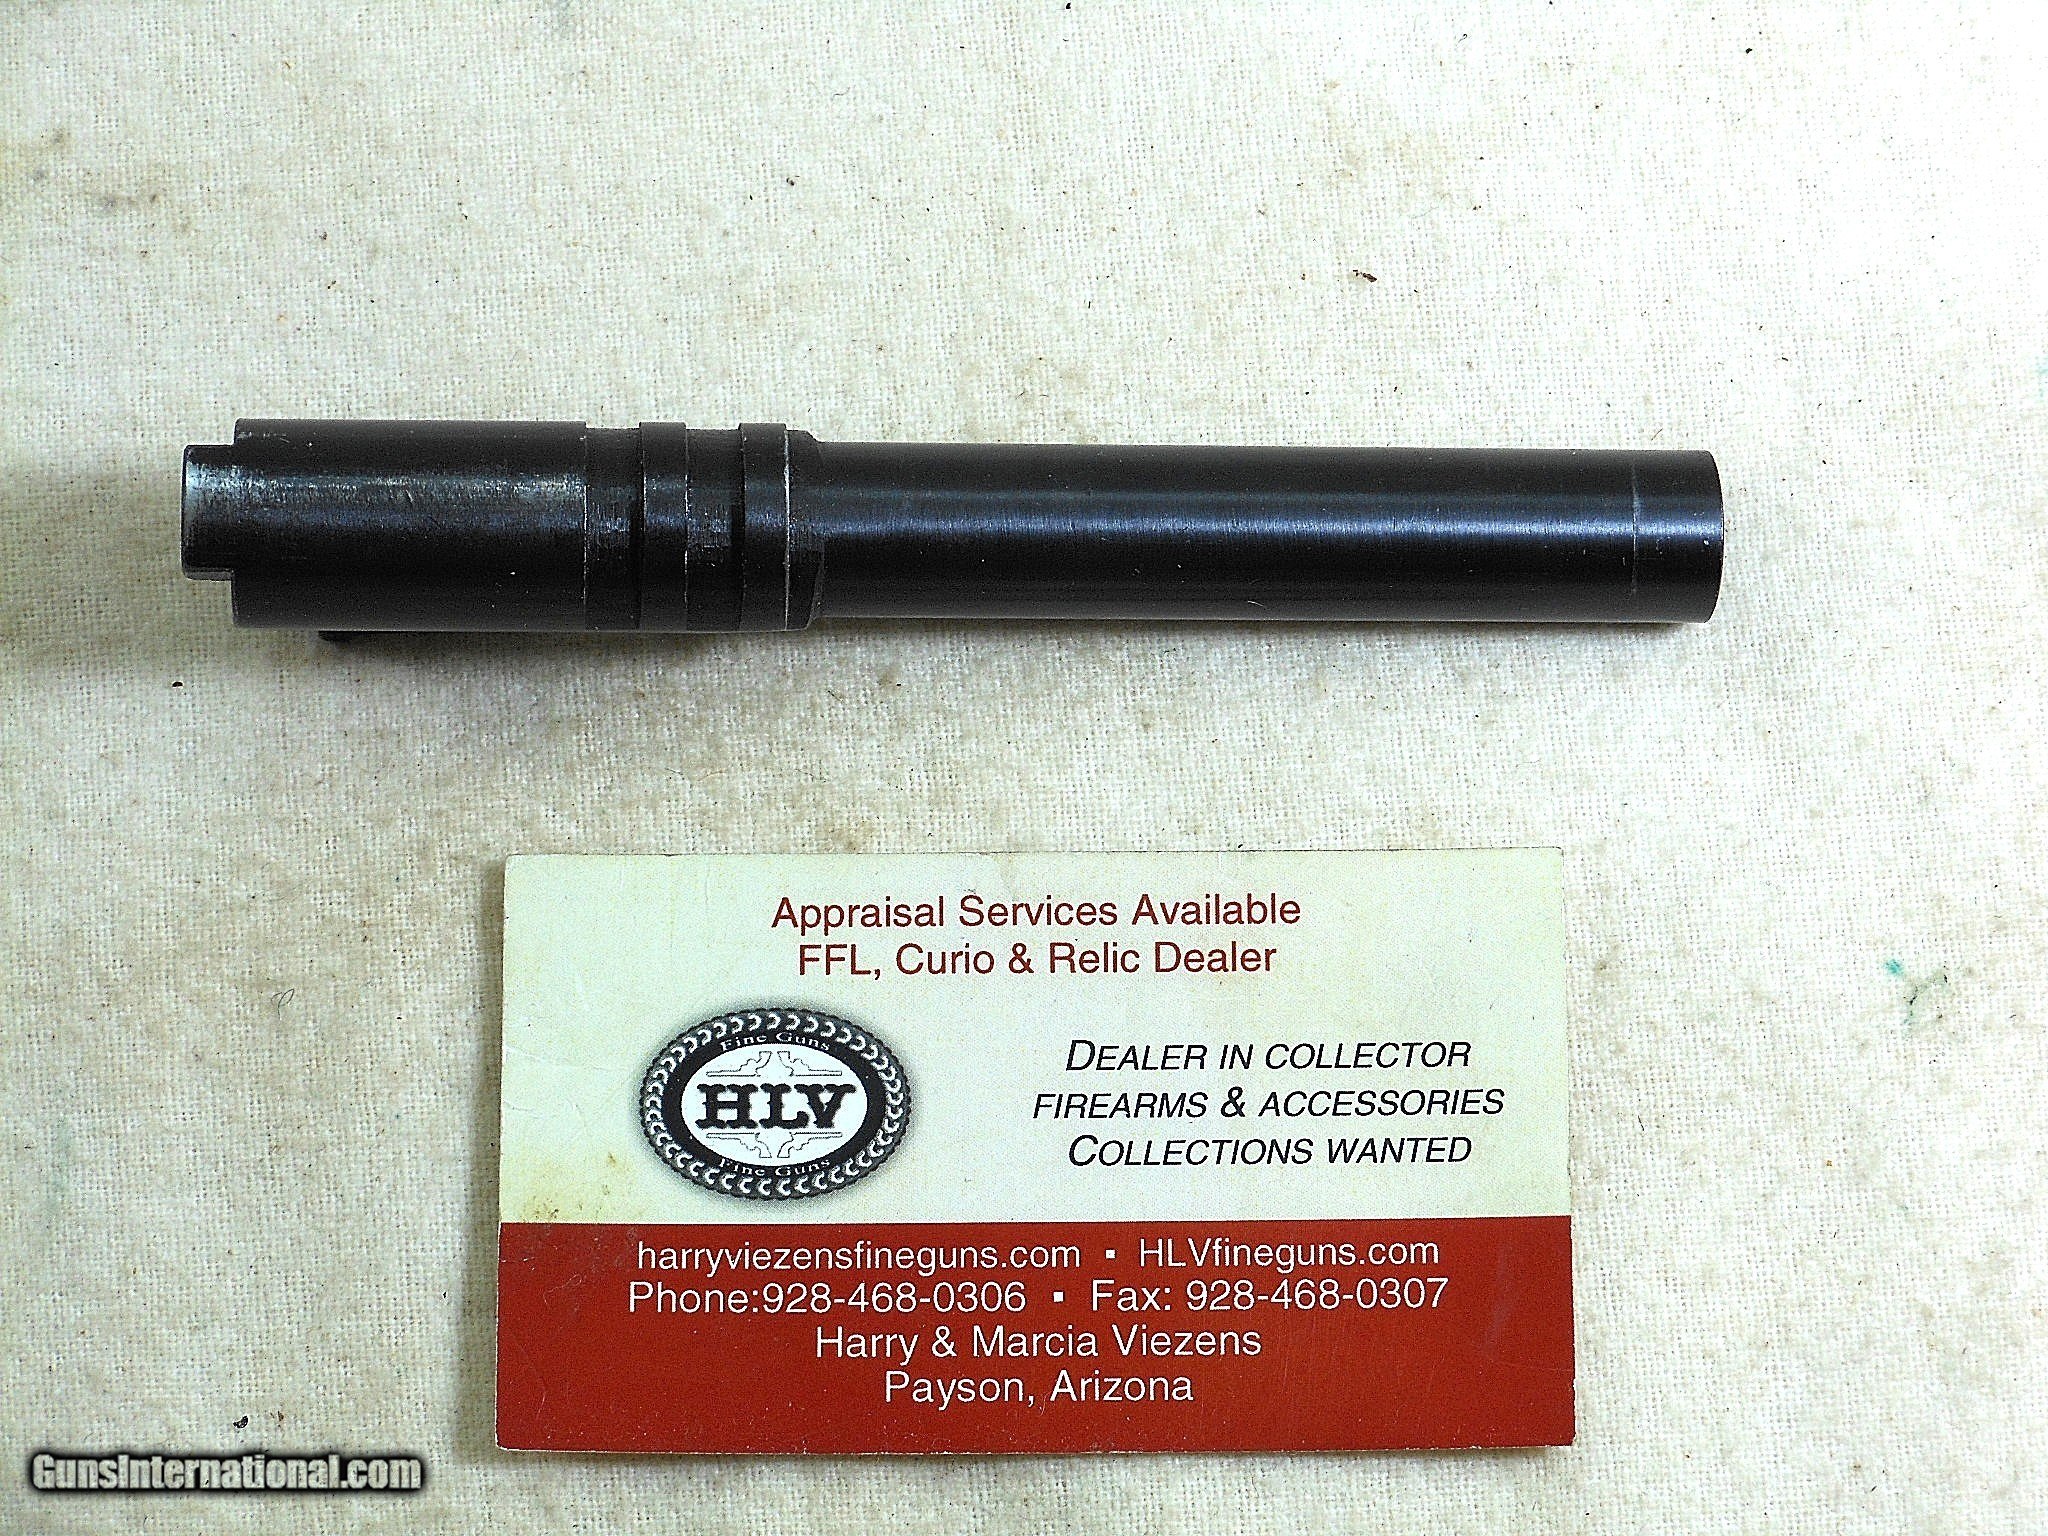 Appraisal Services Available
FFL, Curio & Relic Dealer
Fine Guns
HLV
Fine Guns
DEALER IN COLLECTOR
FIREARMS & ACCESSORIES
COLLECTIONS WANTED
harryviezensfineguns.com ▪ HLVfineguns.com
Phone:928-468-0306 ▪ Fax: 928-468-0307
Harry & Marcia Viezens
Payson, Arizona
GunsInternational.com